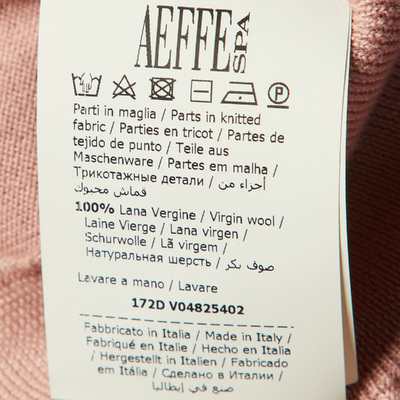 AEFFE SPA
Parti in maglia / Parts in knitted
fabric / Parties en tricot / Partes de
tejido de punto / Teile aus
Maschenware / Partes em malha /
Трикотажные детали / أجزاء من
قماش محبوك
100% Lana Vergine / Virgin wool /
Laine Vierge / Lana virgen /
Schurwolle / Lã virgem /
Натуральная шерсть / صوف بكر
Lavare a mano / Lavare
172D V04825402
Fabbricato in Italia / Made in Italy /
Fabriqué en Italie / Hecho en Italia
/ Hergestellt in Italien / Fabricado
em Itália / Сделано в Италии /
صنع في إيطاليا